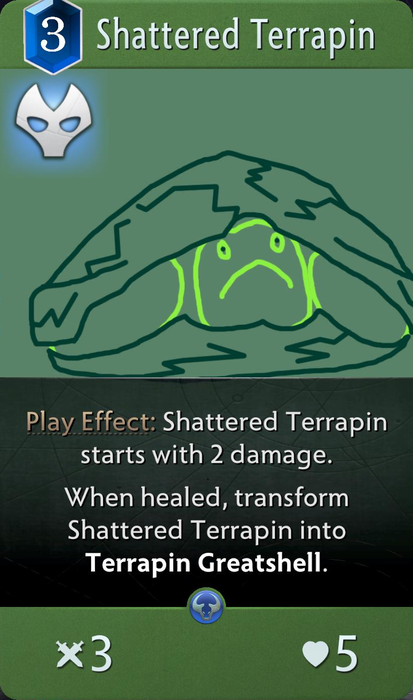 3 Shattered Terrapin
Play Effect: Shattered Terrapin
starts with 2 damage.
When healed, transform
Shattered Terrapin into
Terrapin Greatshell.
3 5